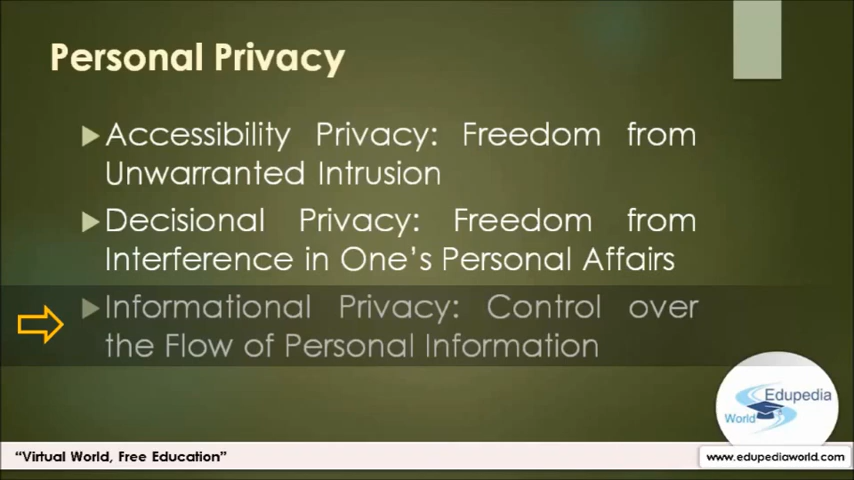 Personal Privacy
Accessibility Privacy: Freedom from
Unwarranted Intrusion
Decisional Privacy: Freedom from
Interference in One's Personal Affairs
Informational Privacy: Control over
the Flow of Personal Information
Edupedia
World
"Virtual World, Free Education"
www.edupediaworld.com